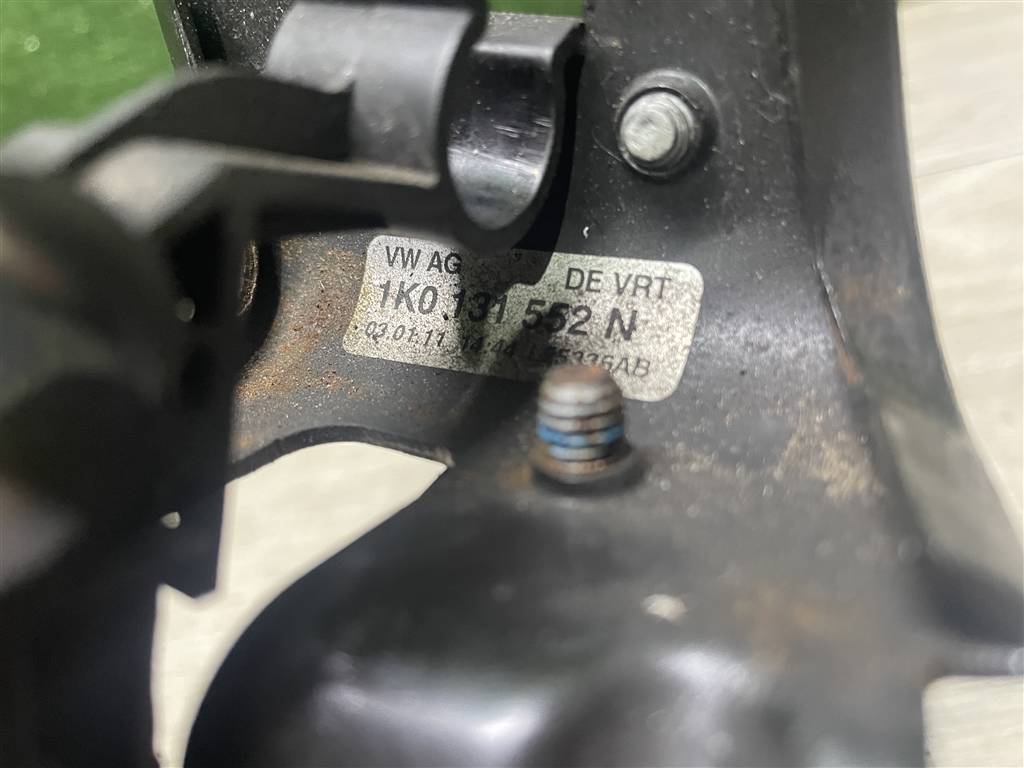 VW AG DE VRT
1K0 131 552 N
03.01.11 14:44